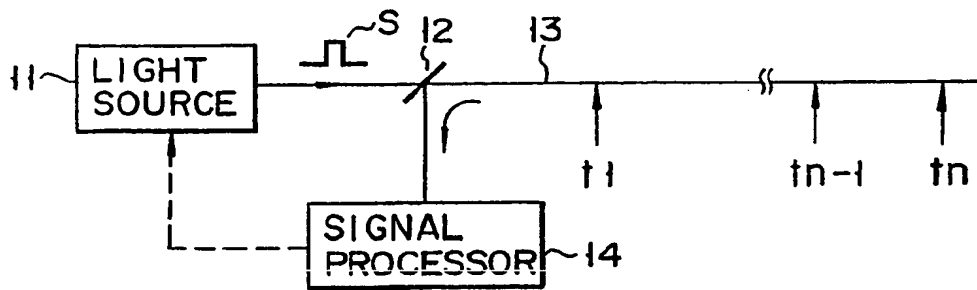 S
12
13
11
LIGHT
SOURCE
t1
tn-1
tn
SIGNAL
PROCESSOR
14